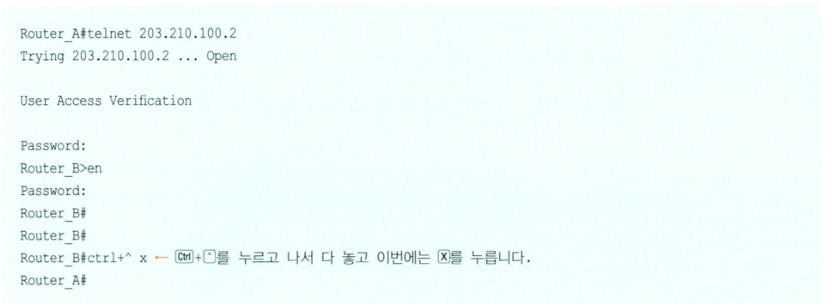 Router_A#telnet 203.210.100.2
Trying 203.210.100.2 ... Open
User Access Verification
Password:
Router_B>en
Password:
Router_B#
Router_B#
Router_B#ctrl+^ x ← Ctrl+^를 누르고 나서 다 놓고 이번에는 X를 누릅니다.
Router_A#